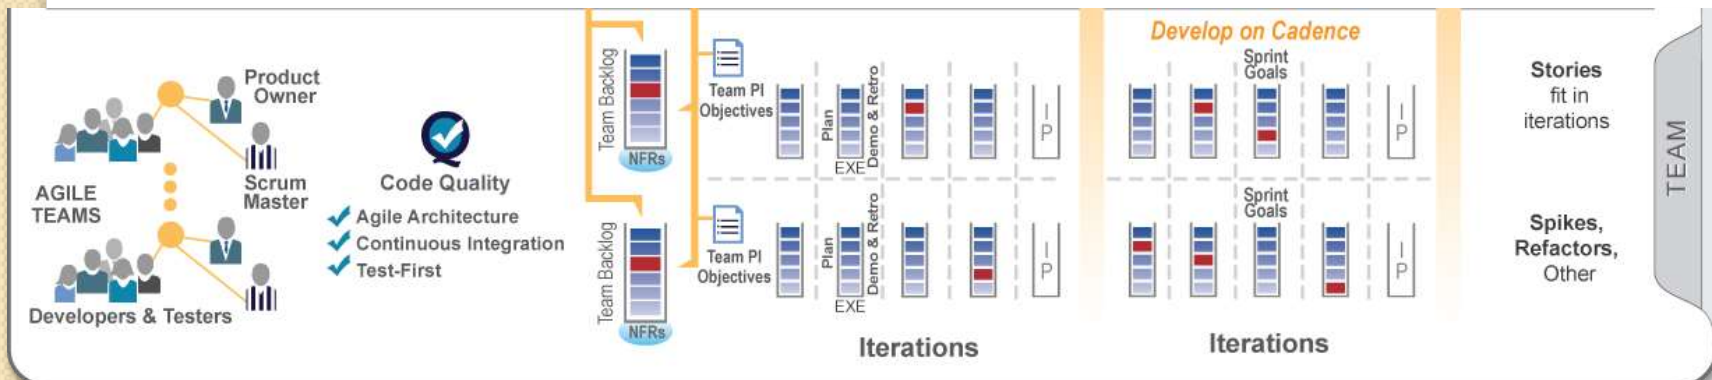 Product
Owner
Scrum
Master
AGILE
TEAMS
Developers & Testers
Code Quality
Agile Architecture
Continuous Integration
Test-First
Team Backlog
NFRs
Team PI
Objectives
Plan
EXE
Demo & Retro
I
P
Team Backlog
NFRs
Team PI
Objectives
Plan
EXE
Demo & Retro
I
P
Iterations
Develop on Cadence
Sprint
Goals
I
P
Sprint
Goals
I
P
Iterations
Stories
fit in
iterations
Spikes,
Refactors,
Other
TEAM